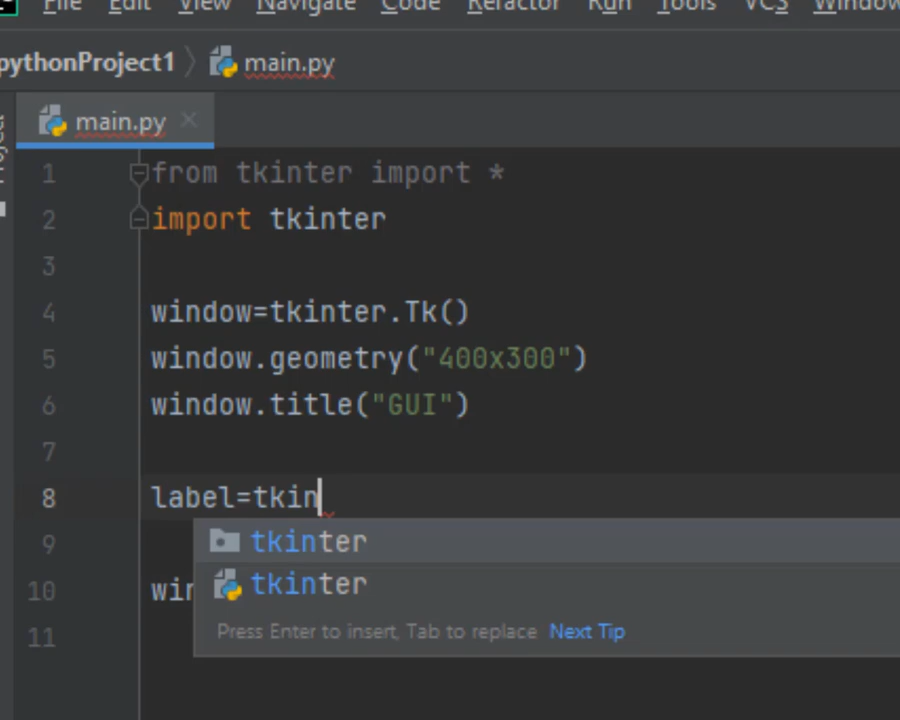 File Edit View Navigate Code Refactor Run Tools VCS Window
pythonProject1 main.py
main.py
1 from tkinter import *
2 import tkinter
3
4 window=tkinter.Tk()
5 window.geometry("400x300")
6 window.title("GUI")
7
8 label=tkin
9 tkinter
tkinter
10 win
Press Enter to insert, Tab to replace Next Tip
11